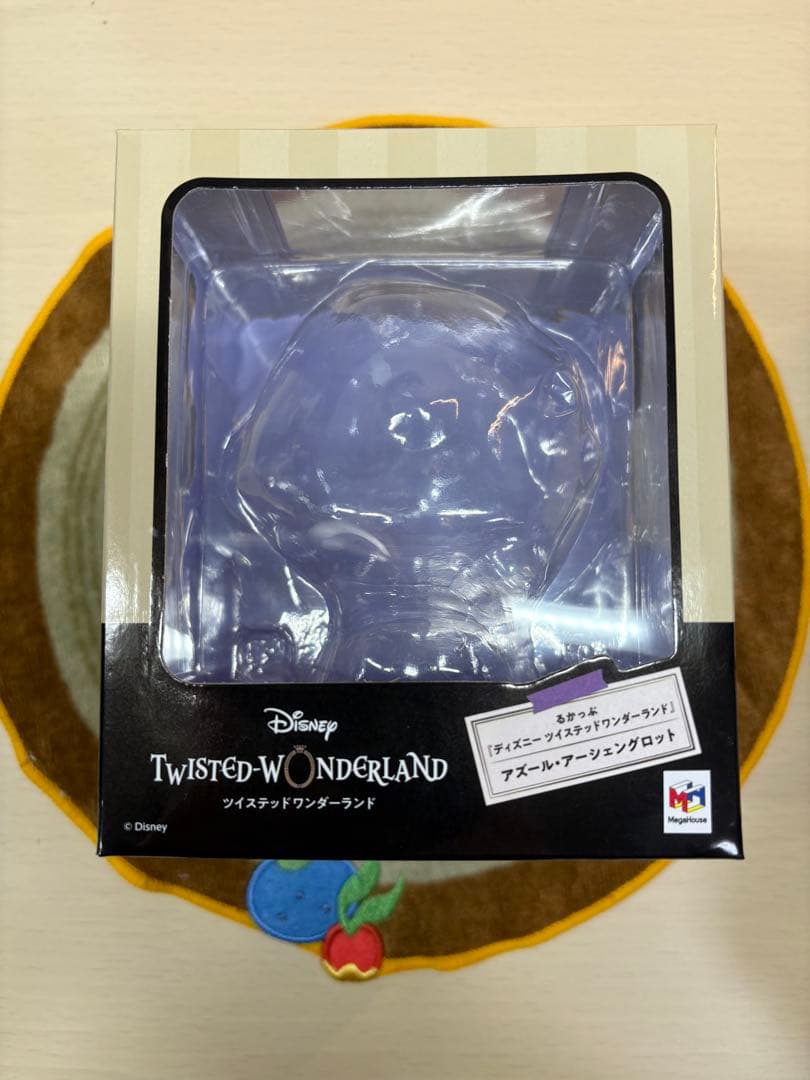 るかっぷ
『ディズニー ツイステッドワンダーランド』
アズール・アーシェングロット
Disney
TWISTED-WONDERLAND
ツイステッドワンダーランド
© Disney
MegaHouse